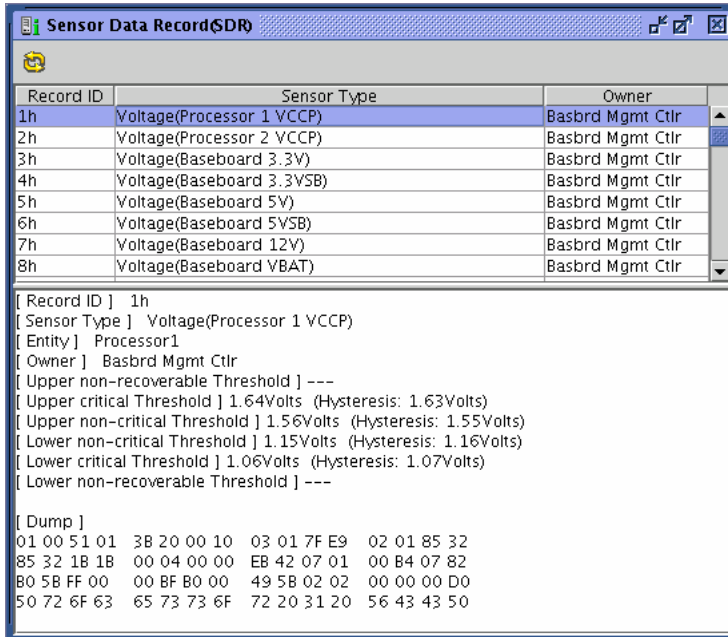 Sensor Data Record(SDR)
Record ID Sensor Type Owner
1h Voltage(Processor 1 VCCP) Basbrd Mgmt Ctlr
2h Voltage(Processor 2 VCCP) Basbrd Mgmt Ctlr
3h Voltage(Baseboard 3.3V) Basbrd Mgmt Ctlr
4h Voltage(Baseboard 3.3VSB) Basbrd Mgmt Ctlr
5h Voltage(Baseboard 5V) Basbrd Mgmt Ctlr
6h Voltage(Baseboard 5VSB) Basbrd Mgmt Ctlr
7h Voltage(Baseboard 12V) Basbrd Mgmt Ctlr
8h Voltage(Baseboard VBAT) Basbrd Mgmt Ctlr
[ Record ID ] 1h
[ Sensor Type ] Voltage(Processor 1 VCCP)
[ Entity ] Processor1
[ Owner ] Basbrd Mgmt Ctlr
[ Upper non-recoverable Threshold ] ---
[ Upper critical Threshold ] 1.64Volts (Hysteresis: 1.63Volts)
[ Upper non-critical Threshold ] 1.56Volts (Hysteresis: 1.55Volts)
[ Lower non-critical Threshold ] 1.15Volts (Hysteresis: 1.16Volts)
[ Lower critical Threshold ] 1.06Volts (Hysteresis: 1.07Volts)
[ Lower non-recoverable Threshold ] ---
[ Dump ]
01 00 51 01 3B 20 00 10 03 01 7F E9 02 01 85 32
85 32 1B 1B 00 04 00 00 EB 42 07 01 00 B4 07 82
B0 5B FF 00 00 BF B0 00 49 5B 02 02 00 00 00 D0
50 72 6F 63 65 73 73 6F 72 20 31 20 56 43 43 50